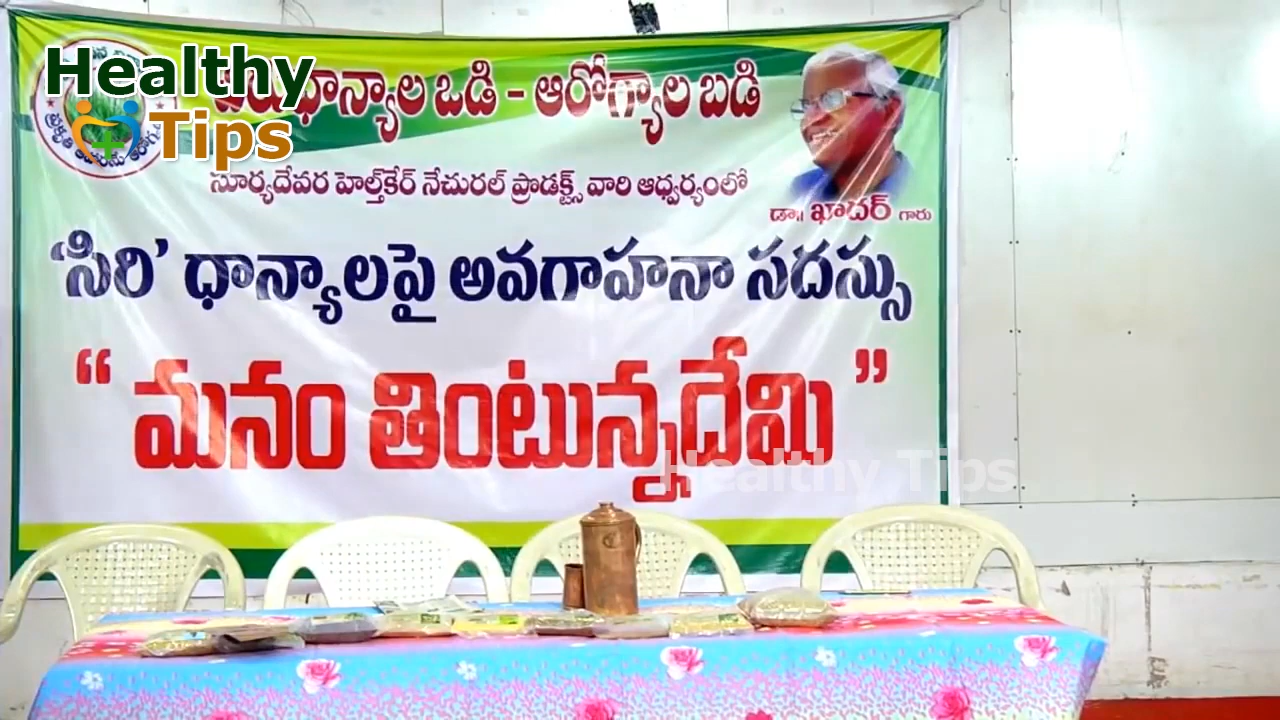 Healthy
Tips
ఒడి - ఆరోగ్యాల బడి
సూర్యదేవర హెల్త్‌కేర్ నేచురల్ ప్రొడక్ట్స్ వారి ఆధ్వర్యంలో
డా॥ ఖాదర్ గారు
'సిరి' ధాన్యాలపై అవగాహనా సదస్సు
"మనం తింటున్నదేమి"
Healthy Tips